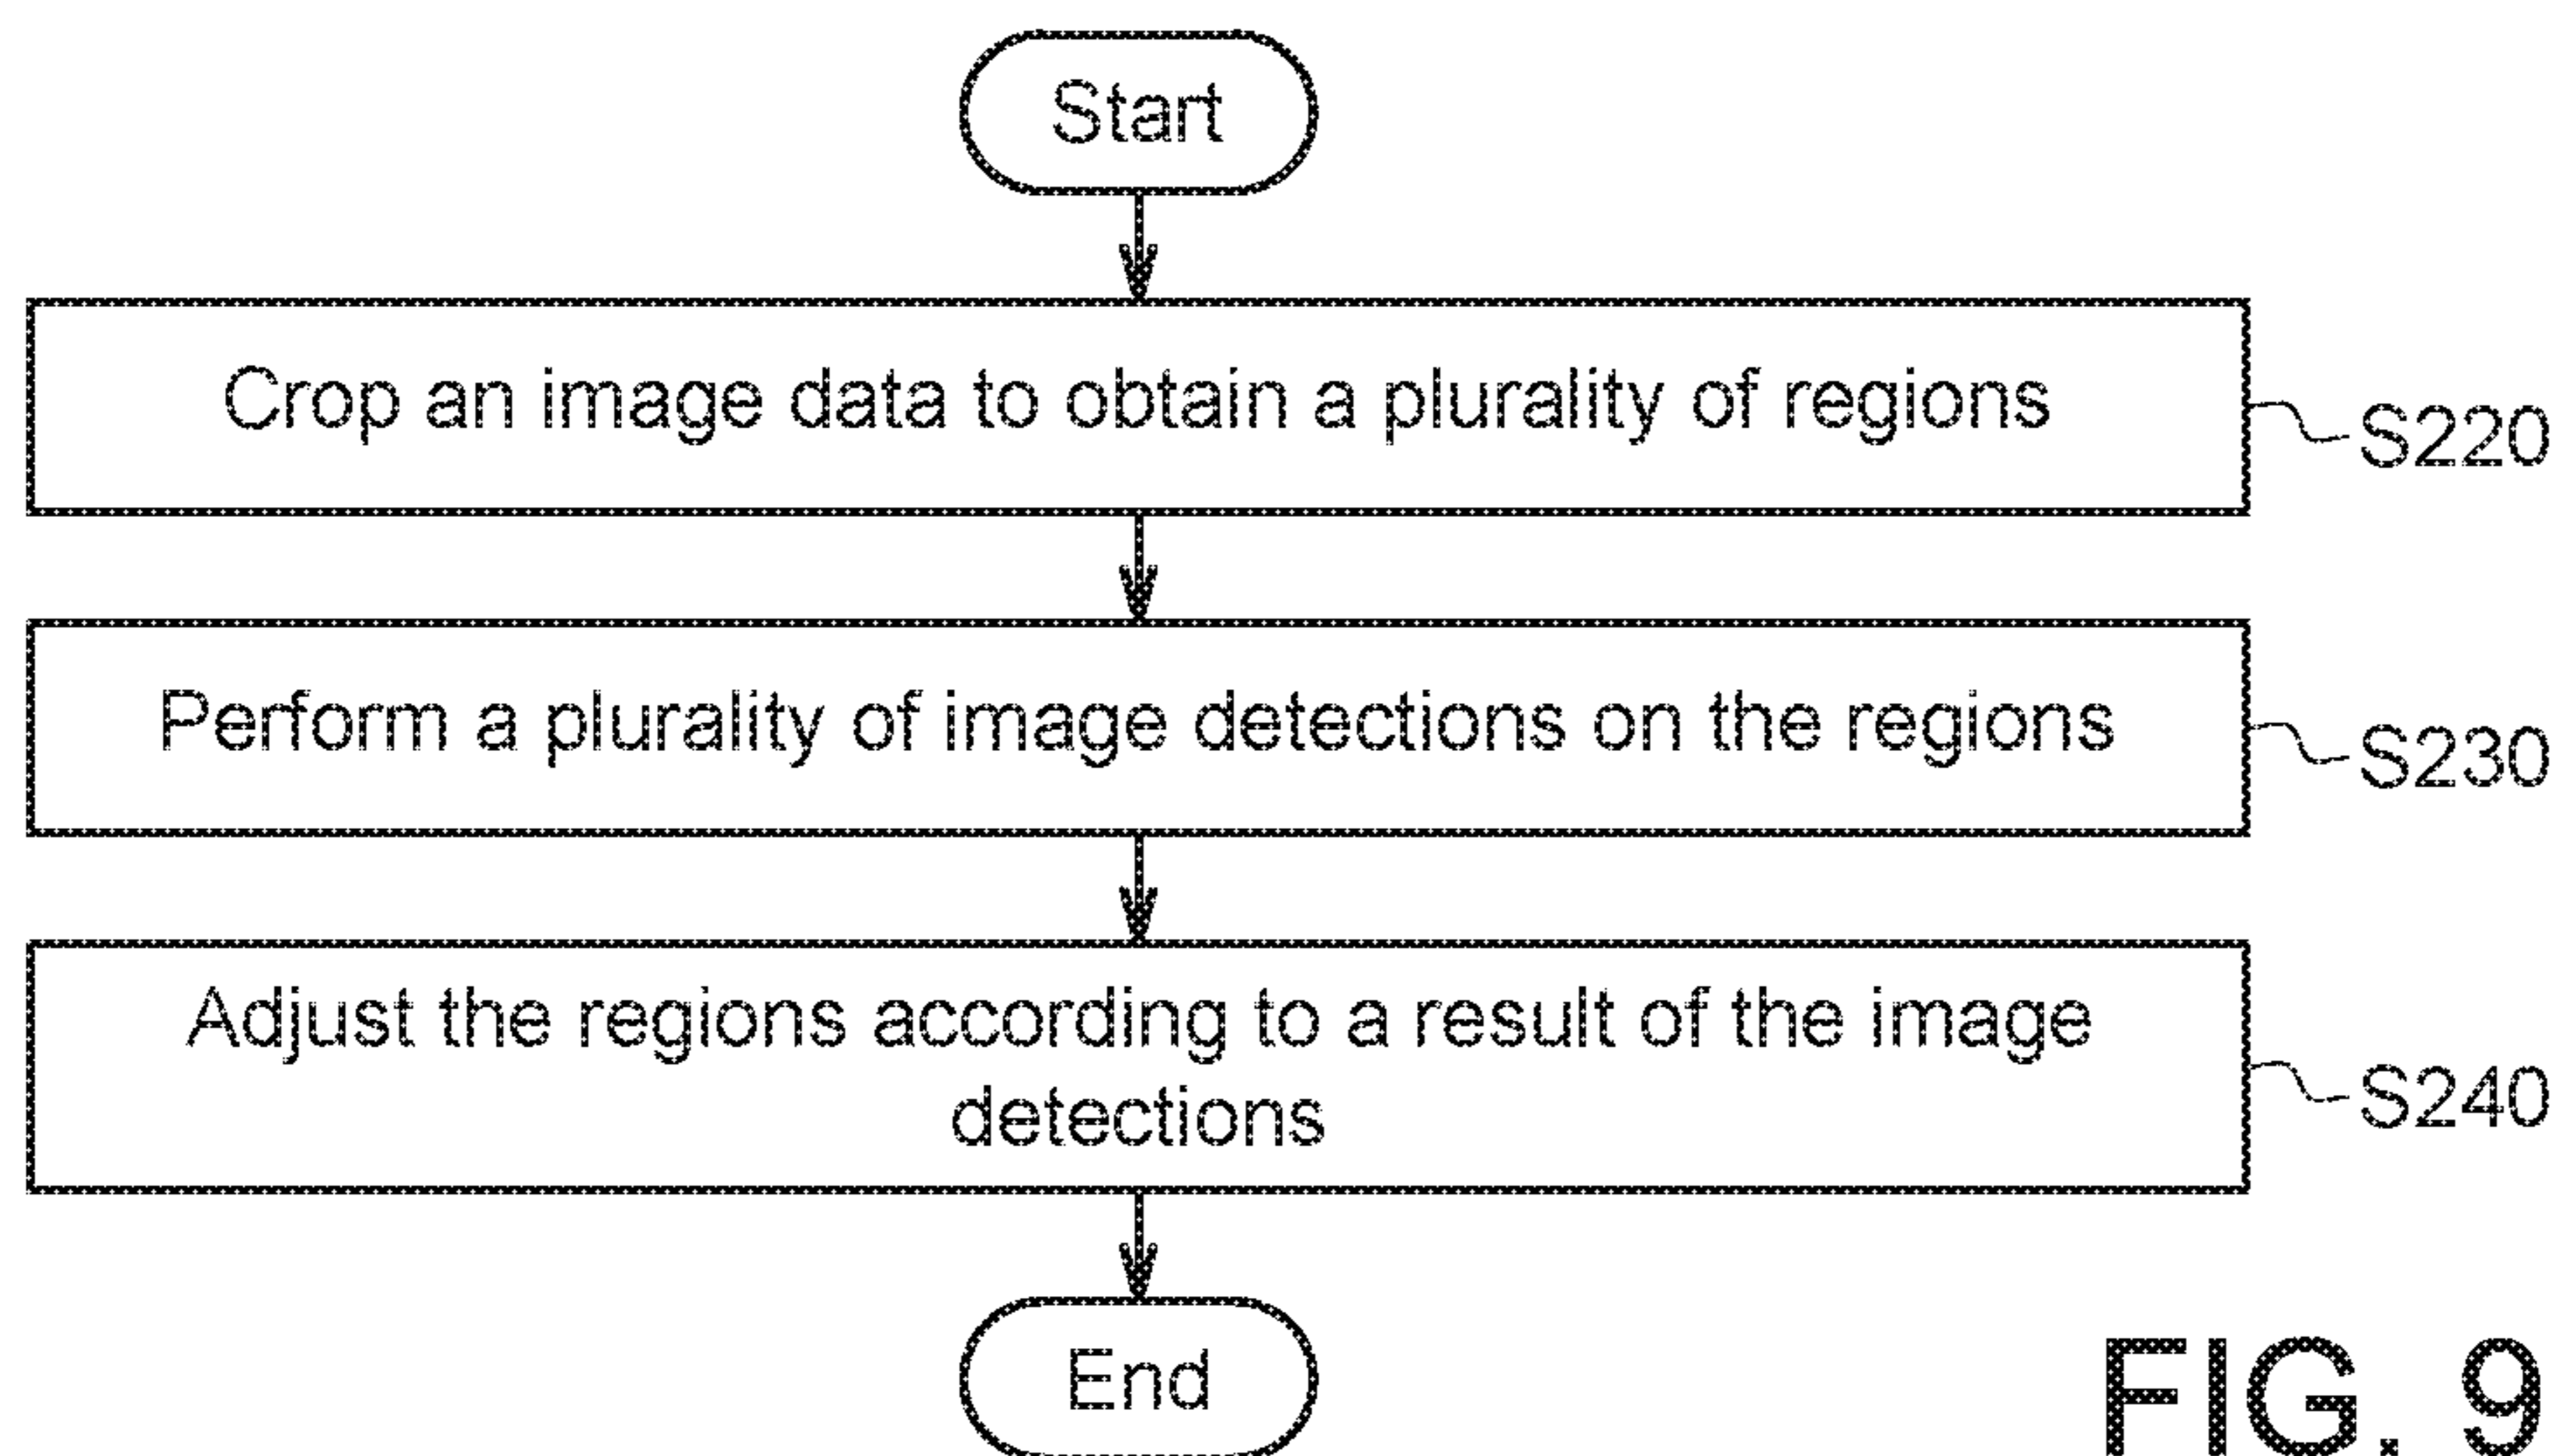 Start
Crop an image data to obtain a plurality of regions
S220
Perform a plurality of image detections on the regions
S230
Adjust the regions according to a result of the image
detections
S240
End
FIG. 9